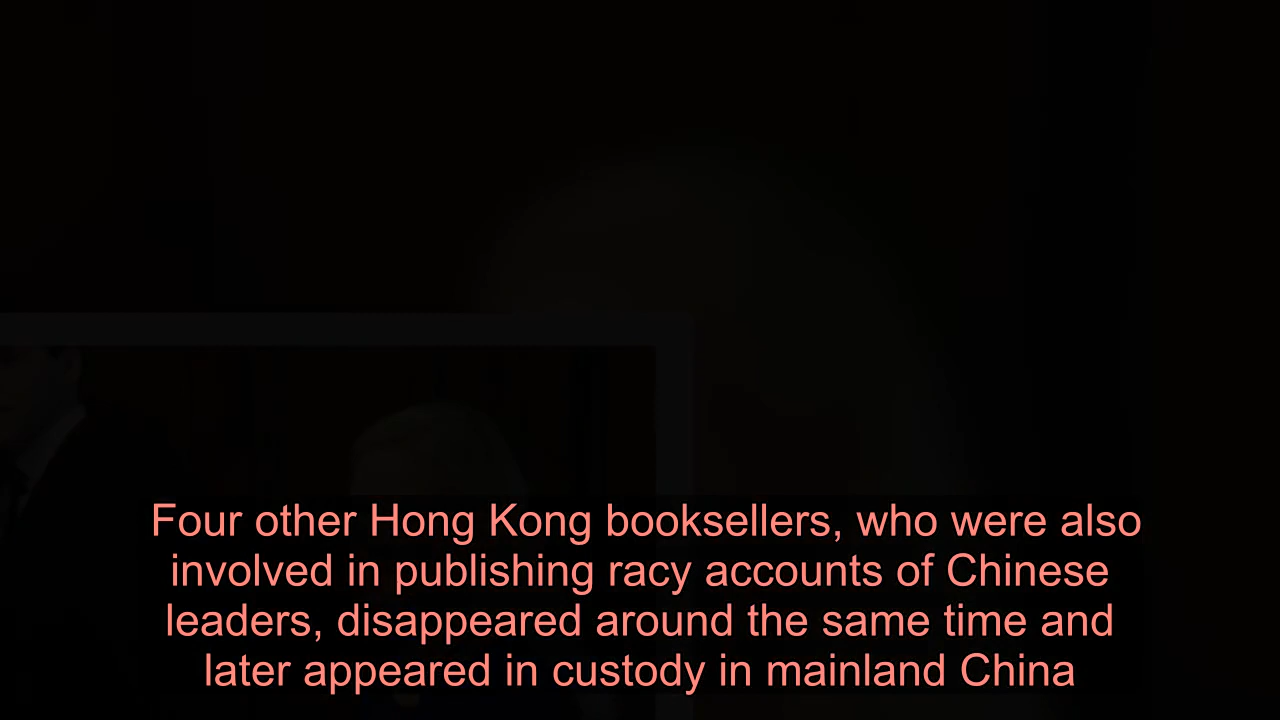 Four other Hong Kong booksellers, who were also
involved in publishing racy accounts of Chinese
leaders, disappeared around the same time and
later appeared in custody in mainland China